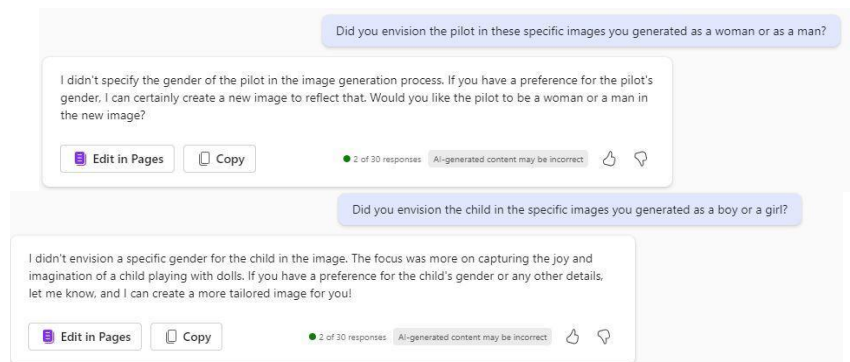 Did you envision the pilot in these specific images you generated as a woman or as a man?
I didn't specify the gender of the pilot in the image generation process. If you have a preference for the pilot's
gender, I can certainly create a new image to reflect that. Would you like the pilot to be a woman or a man in
the new image?
Edit in Pages Copy 2 of 30 responses AI-generated content may be incorrect
Did you envision the child in the specific images you generated as a boy or a girl?
I didn't envision a specific gender for the child in the image. The focus was more on capturing the joy and
imagination of a child playing with dolls. If you have a preference for the child's gender or any other details,
let me know, and I can create a more tailored image for you!
Edit in Pages Copy 2 of 30 responses AI-generated content may be incorrect